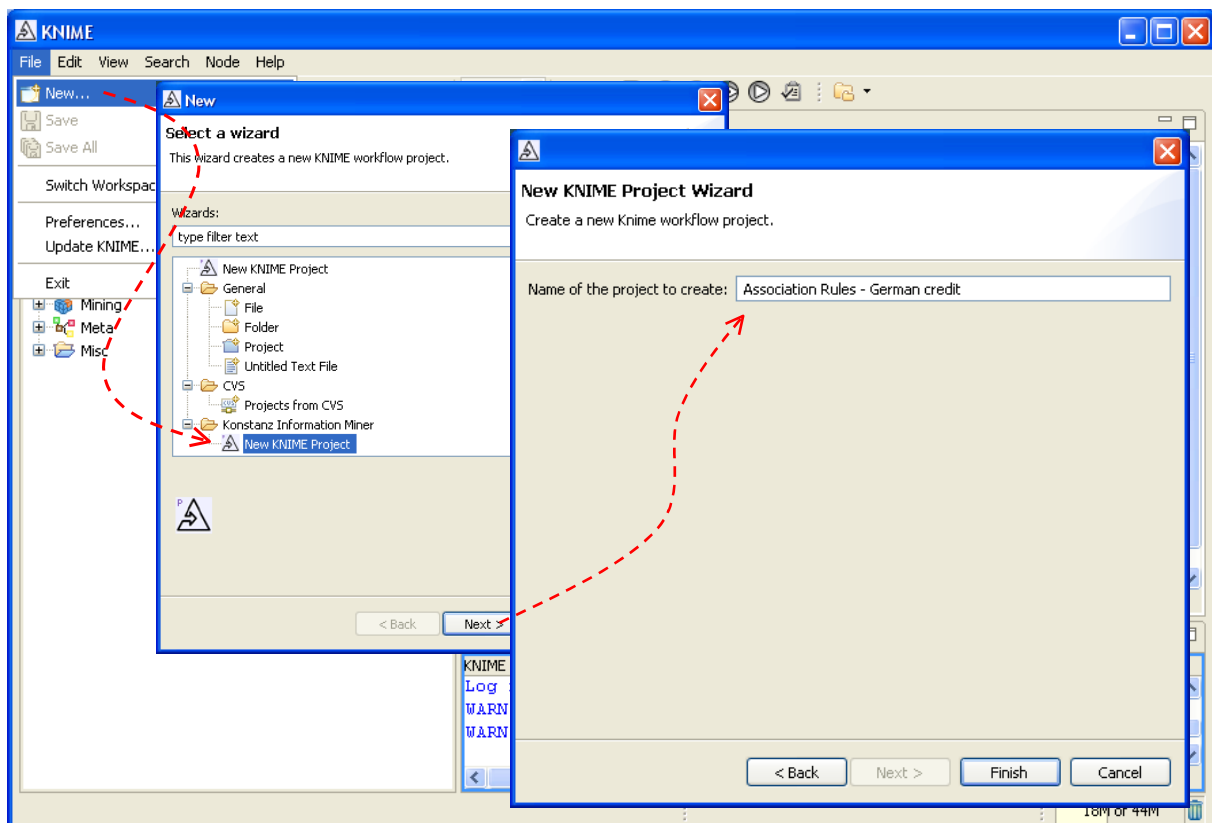 KNIME
File Edit View Search Node Help
New...
Save
Save All
Switch Workspac
Preferences...
Update KNIME...
Exit
Mining
Meta
Misc
New
Select a wizard
This wizard creates a new KNIME workflow project.
Wizards:
type filter text
New KNIME Project
General
File
Folder
Project
Untitled Text File
CVS
Projects from CVS
Konstanz Information Miner
New KNIME Project
< Back Next >
New KNIME Project Wizard
Create a new Knime workflow project.
Name of the project to create: Association Rules - German credit
< Back Next > Finish Cancel
KNIME
Log
WARN
WARN
18M of 44M